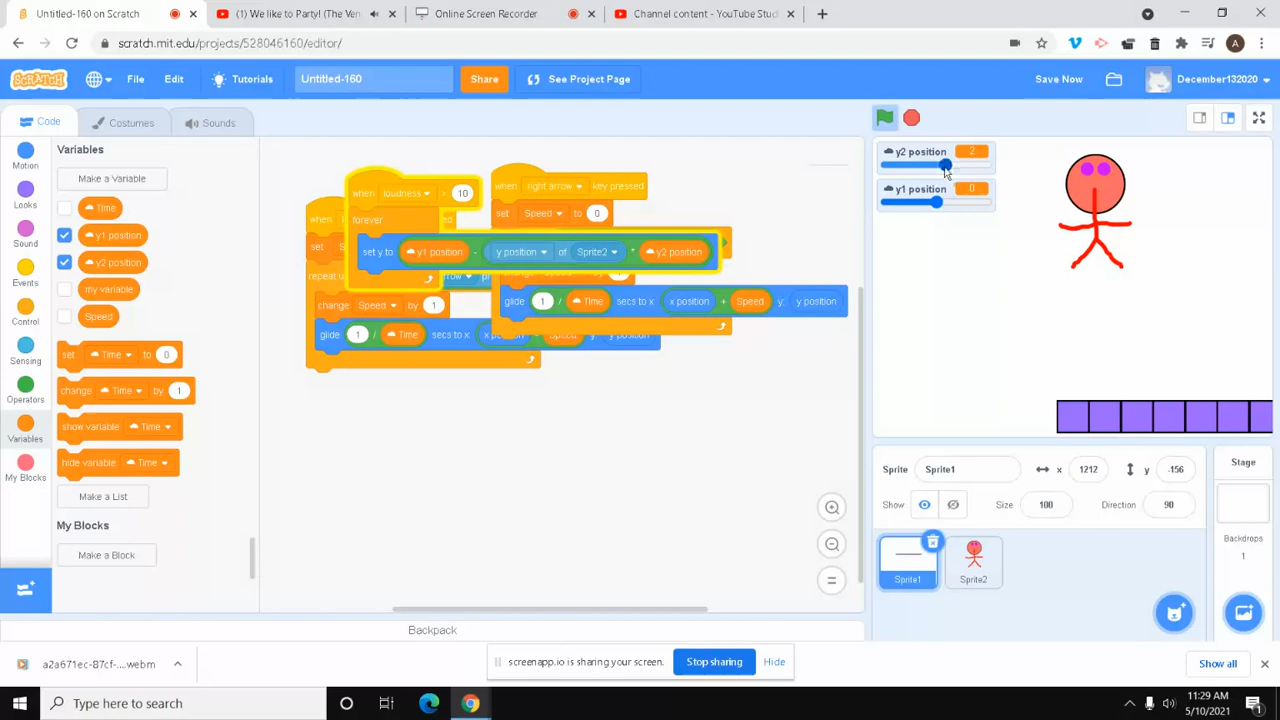 Untitled-160 on Scratch
(1) We like to Party! (The Ven
Online Screen Recorder
Channel content - YouTube Stud
scratch.mit.edu/projects/528046160/editor/
A
SCRATCH
File
Edit
Tutorials
Untitled-160
Share
See Project Page
Save Now
December132020
Code
Costumes
Sounds
Motion
Looks
Sound
Events
Control
Sensing
Operators
Variables
My Blocks
Variables
Make a Variable
Time
y1 position
y2 position
my variable
Speed
set Time to 0
change Time by 1
show variable Time
hide variable Time
Make a List
My Blocks
Make a Block
when loudness > 10
forever
set y to y1 position - y position of Sprite2 * y2 position
when
set S
repeat u
change Speed by 1
glide 1 / Time secs to x: x po Speed y: y position
when right arrow key pressed
set Speed to 0
glide 1 / Time secs to x: x position + Speed y: y position
y2 position 2
y1 position 0
Sprite Sprite1 x 1212 y -156
Show Size 100 Direction 90
Sprite1
Sprite2
Stage
Backdrops
1
Backpack
a2a671ec-87cf-....webm
screenapp.io is sharing your screen.
Stop sharing
Hide
Show all
Type here to search
11:29 AM
5/10/2021
1